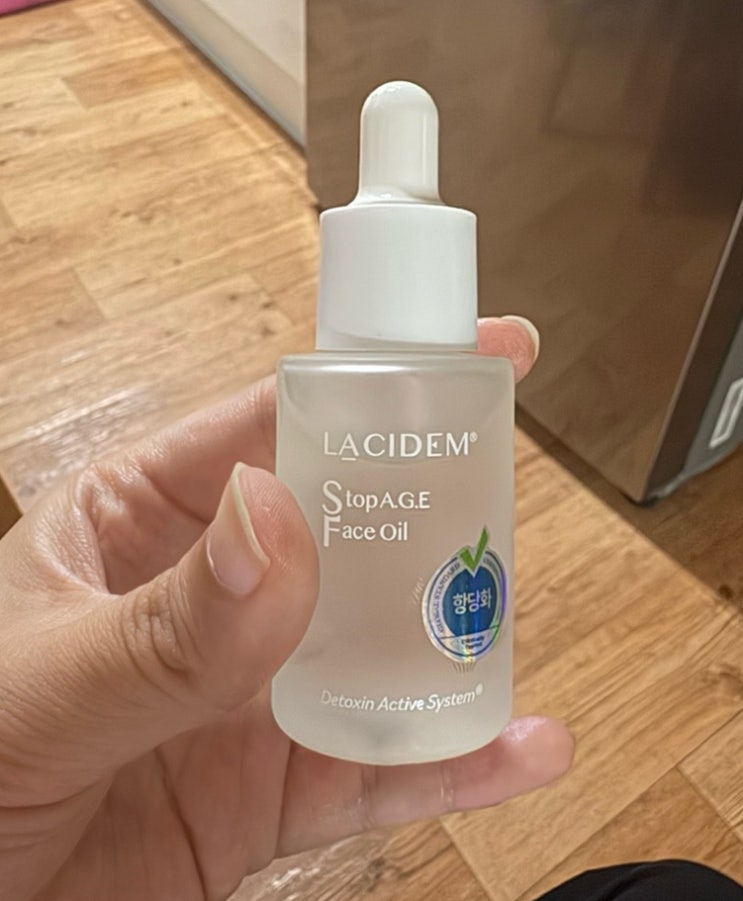 LACIDEM®
Stop A.G.E
Face Oil
항당화
Detoxin Active System®